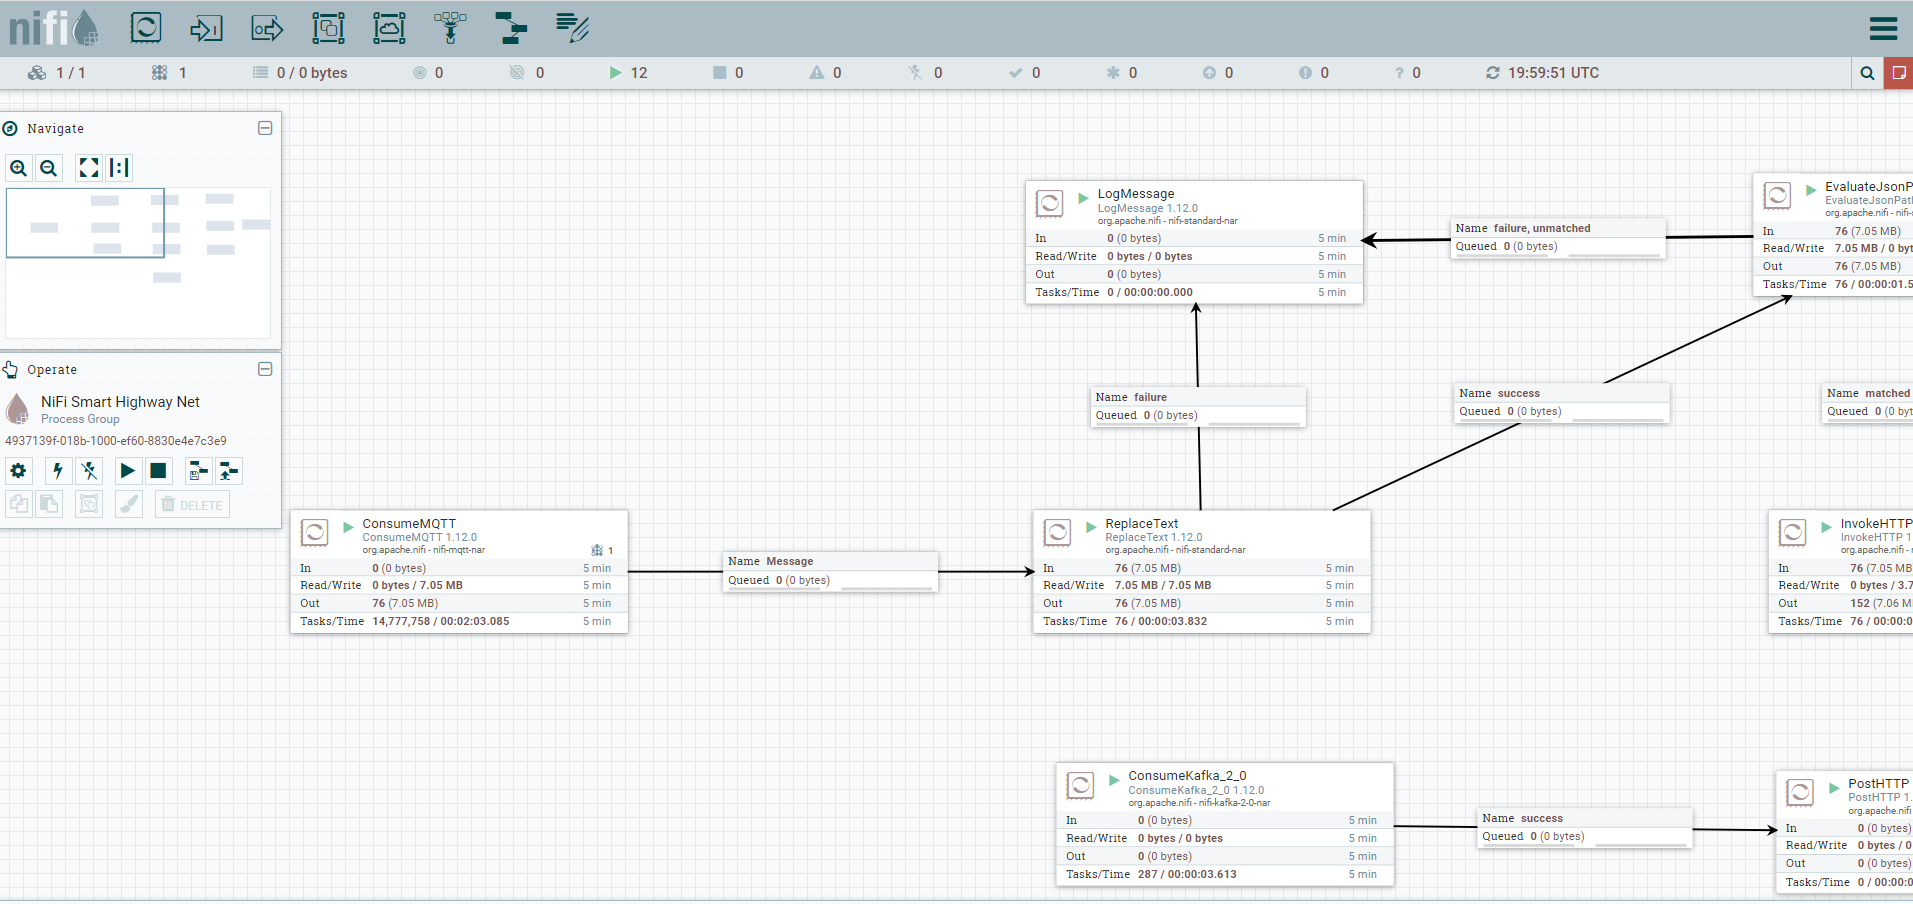 nifi
1 / 1 1 0 / 0 bytes 0 0 12 0 0 0 0 0 0 0 ? 0 19:59:51 UTC
Navigate
Operate
NiFi Smart Highway Net
Process Group
4937139f-018b-1000-ef60-8830e4e7c3e9
DELETE
LogMessage
LogMessage 1.12.0
org.apache.nifi - nifi-standard-nar
In 0 (0 bytes) 5 min
Read/Write 0 bytes / 0 bytes 5 min
Out 0 (0 bytes) 5 min
Tasks/Time 0 / 00:00:00.000 5 min
Name failure, unmatched
Queued 0 (0 bytes)
EvaluateJsonP
EvaluateJsonPat
org.apache.nifi - nifi-
In 76 (7.05 MB)
Read/Write 7.05 MB / 0 byt
Out 76 (7.05 MB)
Tasks/Time 76 / 00:00:01.5
Name failure
Queued 0 (0 bytes)
Name success
Queued 0 (0 bytes)
Name matched
Queued 0 (0 byt
ConsumeMQTT
ConsumeMQTT 1.12.0
org.apache.nifi - nifi-mqtt-nar
1
In 0 (0 bytes) 5 min
Read/Write 0 bytes / 7.05 MB 5 min
Out 76 (7.05 MB) 5 min
Tasks/Time 14,777,758 / 00:02:03.085 5 min
Name Message
Queued 0 (0 bytes)
ReplaceText
ReplaceText 1.12.0
org.apache.nifi - nifi-standard-nar
In 76 (7.05 MB) 5 min
Read/Write 7.05 MB / 7.05 MB 5 min
Out 76 (7.05 MB) 5 min
Tasks/Time 76 / 00:00:03.832 5 min
InvokeHTTP
InvokeHTTP 1
org.apache.nifi -
In 76 (7.05 MB)
Read/Write 0 bytes / 3.7
Out 152 (7.06 M
Tasks/Time 76 / 00:00:0
ConsumeKafka_2_0
ConsumeKafka_2_0 1.12.0
org.apache.nifi - nifi-kafka-2-0-nar
In 0 (0 bytes) 5 min
Read/Write 0 bytes / 0 bytes 5 min
Out 0 (0 bytes) 5 min
Tasks/Time 287 / 00:00:03.613 5 min
Name success
Queued 0 (0 bytes)
PostHTTP
PostHTTP 1.
org.apache.nifi
In 0 (0 bytes)
Read/Write 0 bytes / 0
Out 0 (0 bytes)
Tasks/Time 0 / 00:00:0